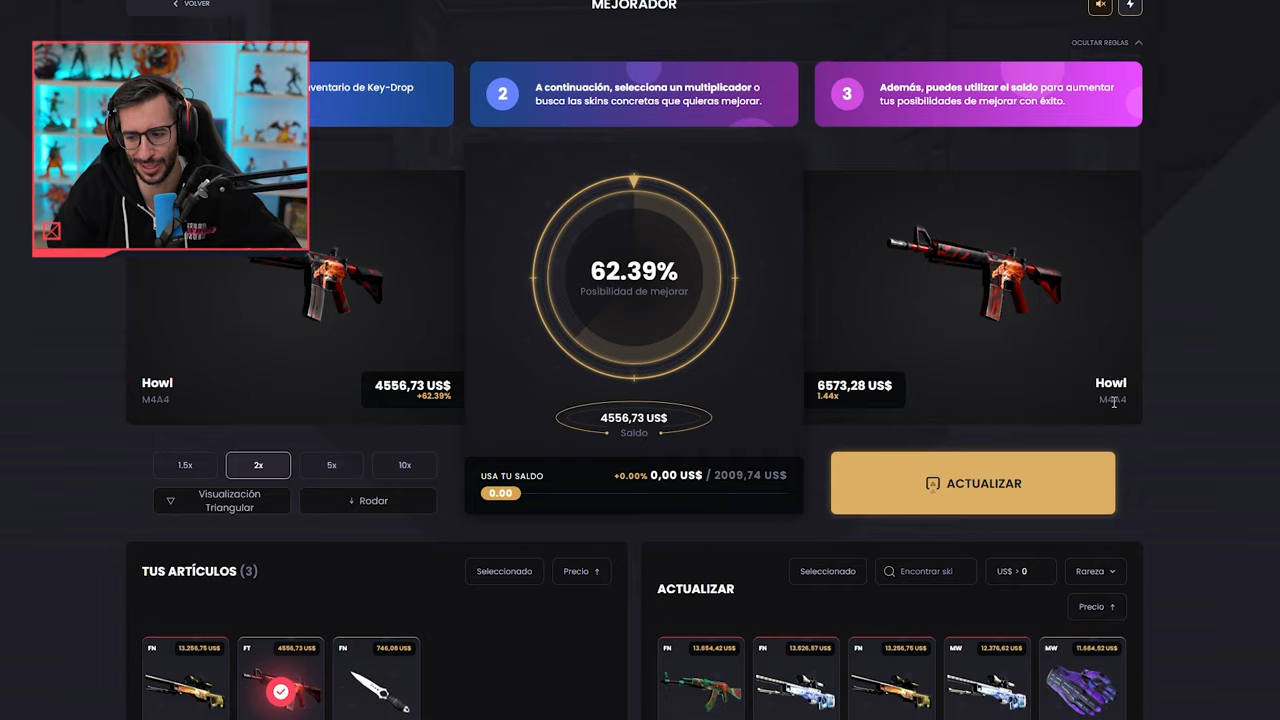 VOLVER
MEJORADOR
OCULTAR REGLAS
nventario de Key-Drop
2
A continuación, selecciona un multiplicador o
busca las skins concretas que quieras mejorar.
3
Además, puedes utilizar el saldo para aumentar
tus posibilidades de mejorar con éxito.
62.39%
Posibilidad de mejorar
Howl
M4A4
4556,73 US$
+62.39%
6573,28 US$
1.44x
Howl
M4A4
4556,73 US$
Saldo
1.5x
2x
5x
10x
Visualización
Triangular
Rodar
USA TU SALDO
+0.00% 0,00 US$ / 2009,74 US$
0.00
ACTUALIZAR
TUS ARTÍCULOS (3)
Seleccionado
Precio ↑
ACTUALIZAR
Seleccionado
Encontrar ski
US$ > 0
Rareza
Precio ↑
FN 13.256,75 US$
FT 4556,73 US$
FN 746,08 US$
FN 13.654,42 US$
FN 13.526,57 US$
FN 13.256,75 US$
MW 12.376,62 US$
MW 11.684,52 US$